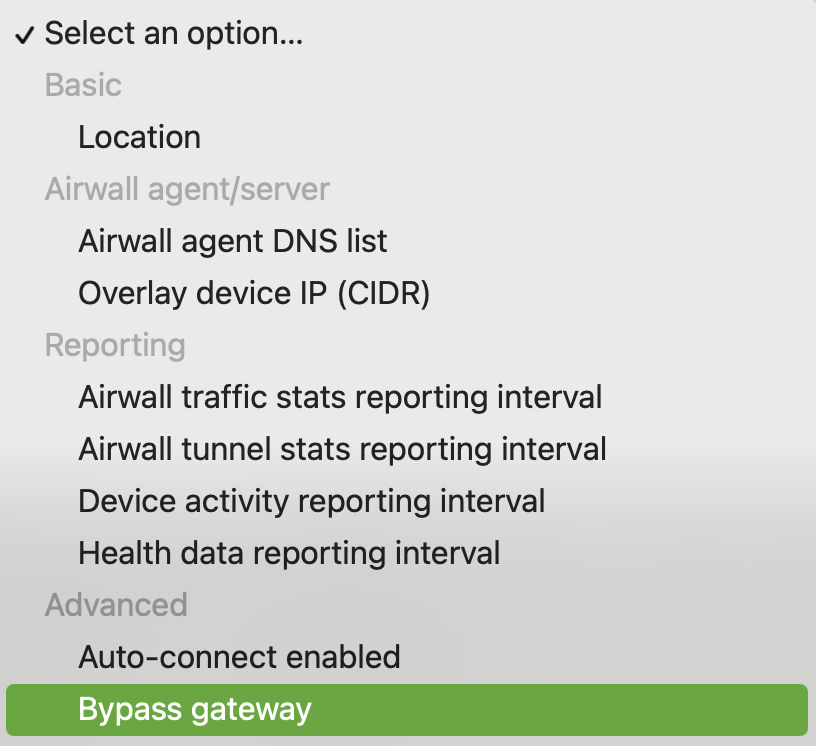 ✓ Select an option...
Basic
Location
Airwall agent/server
Airwall agent DNS list
Overlay device IP (CIDR)
Reporting
Airwall traffic stats reporting interval
Airwall tunnel stats reporting interval
Device activity reporting interval
Health data reporting interval
Advanced
Auto-connect enabled
Bypass gateway